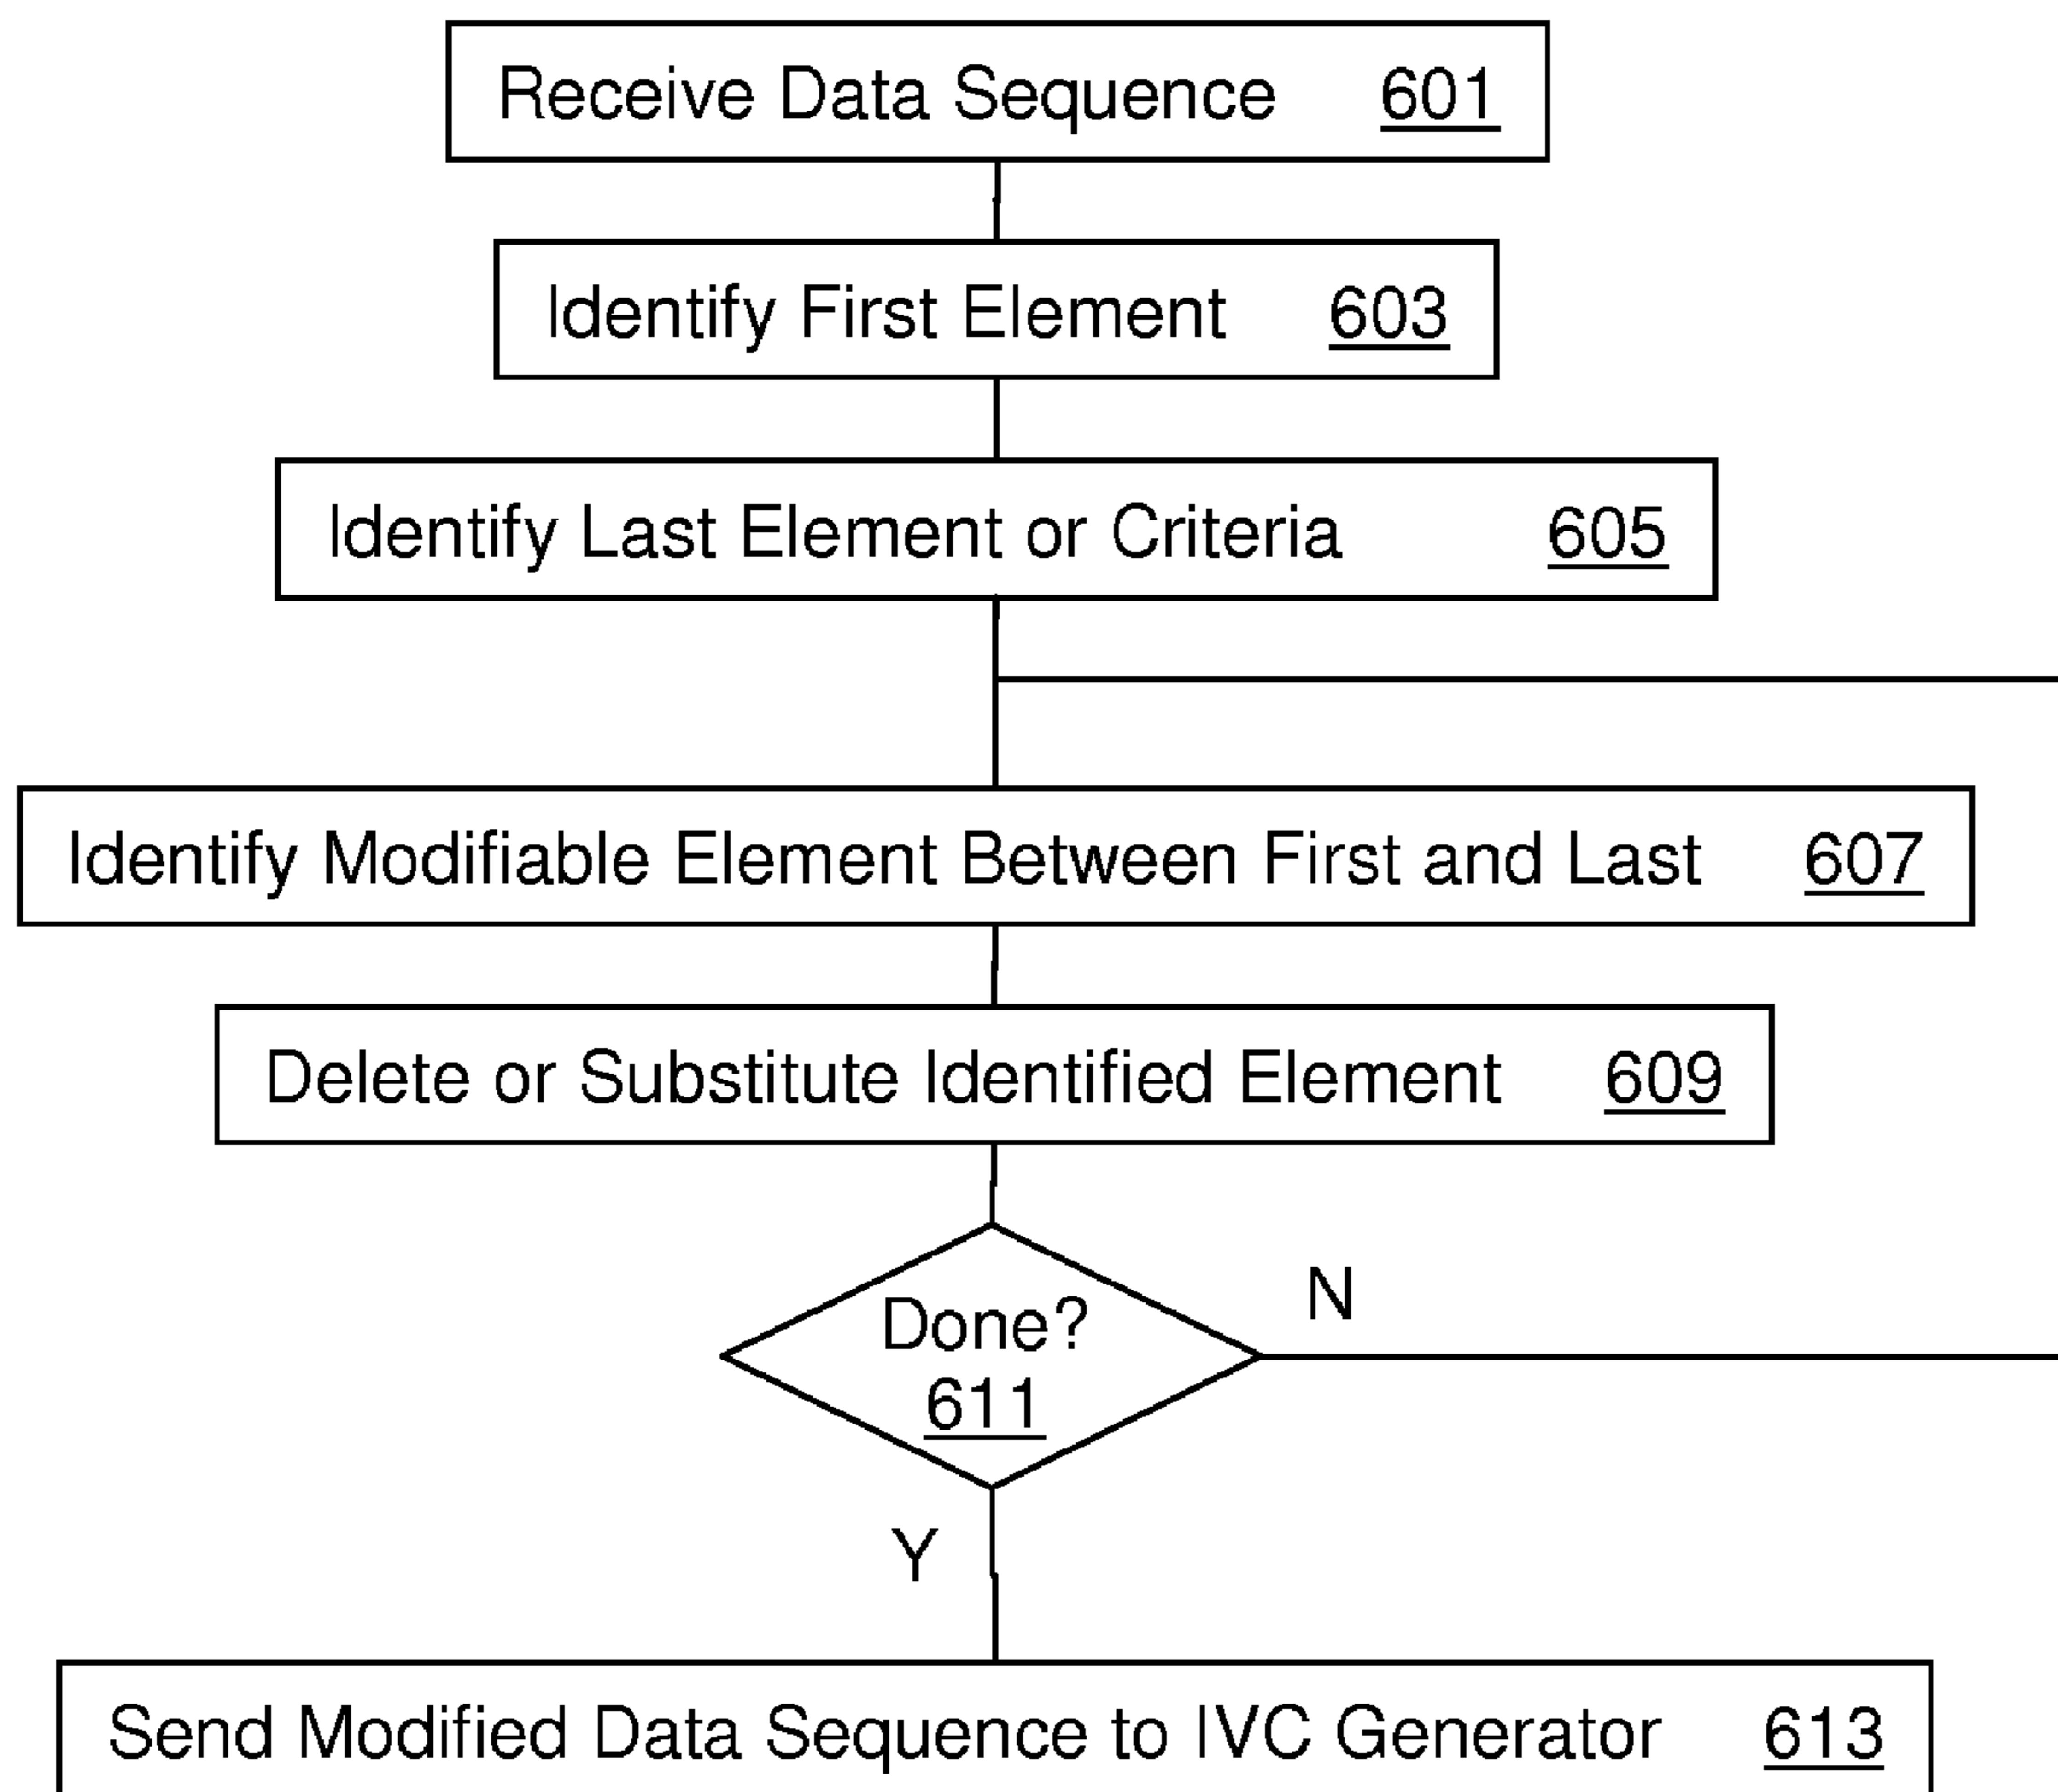 Receive Data Sequence 601
Identify First Element 603
Identify Last Element or Criteria 605
Identify Modifiable Element Between First and Last 607
Delete or Substitute Identified Element 609
Done?
611
N
Y
Send Modified Data Sequence to IVC Generator 613